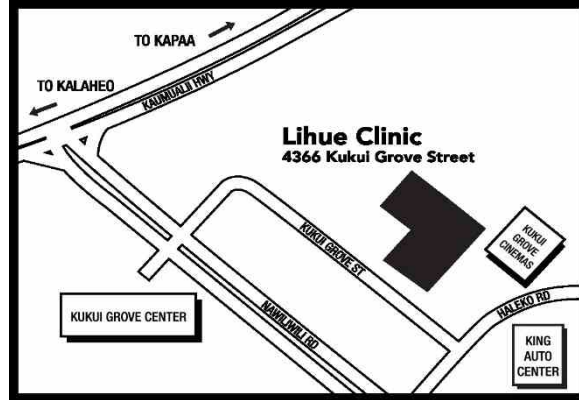 TO KAPAA
TO KALAHEO
KAUMUALII HWY
Lihue Clinic
4366 Kukui Grove Street
KUKUI
GROVE
CINEMAS
KUKUI GROVE ST
HALEKO RD
KUKUI GROVE CENTER
NAWILIWILI RD
KING
AUTO
CENTER